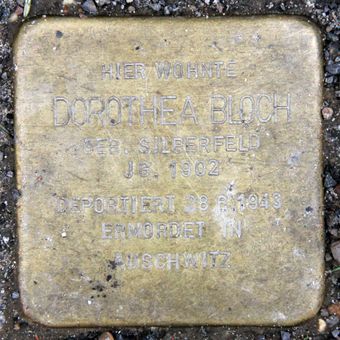 HIER WOHNTE
DOROTHEA BLOCH
GEB. SILBERFELD
JG. 1902
DEPORTIERT 28.6.1943
ERMORDET IN
AUSCHWITZ